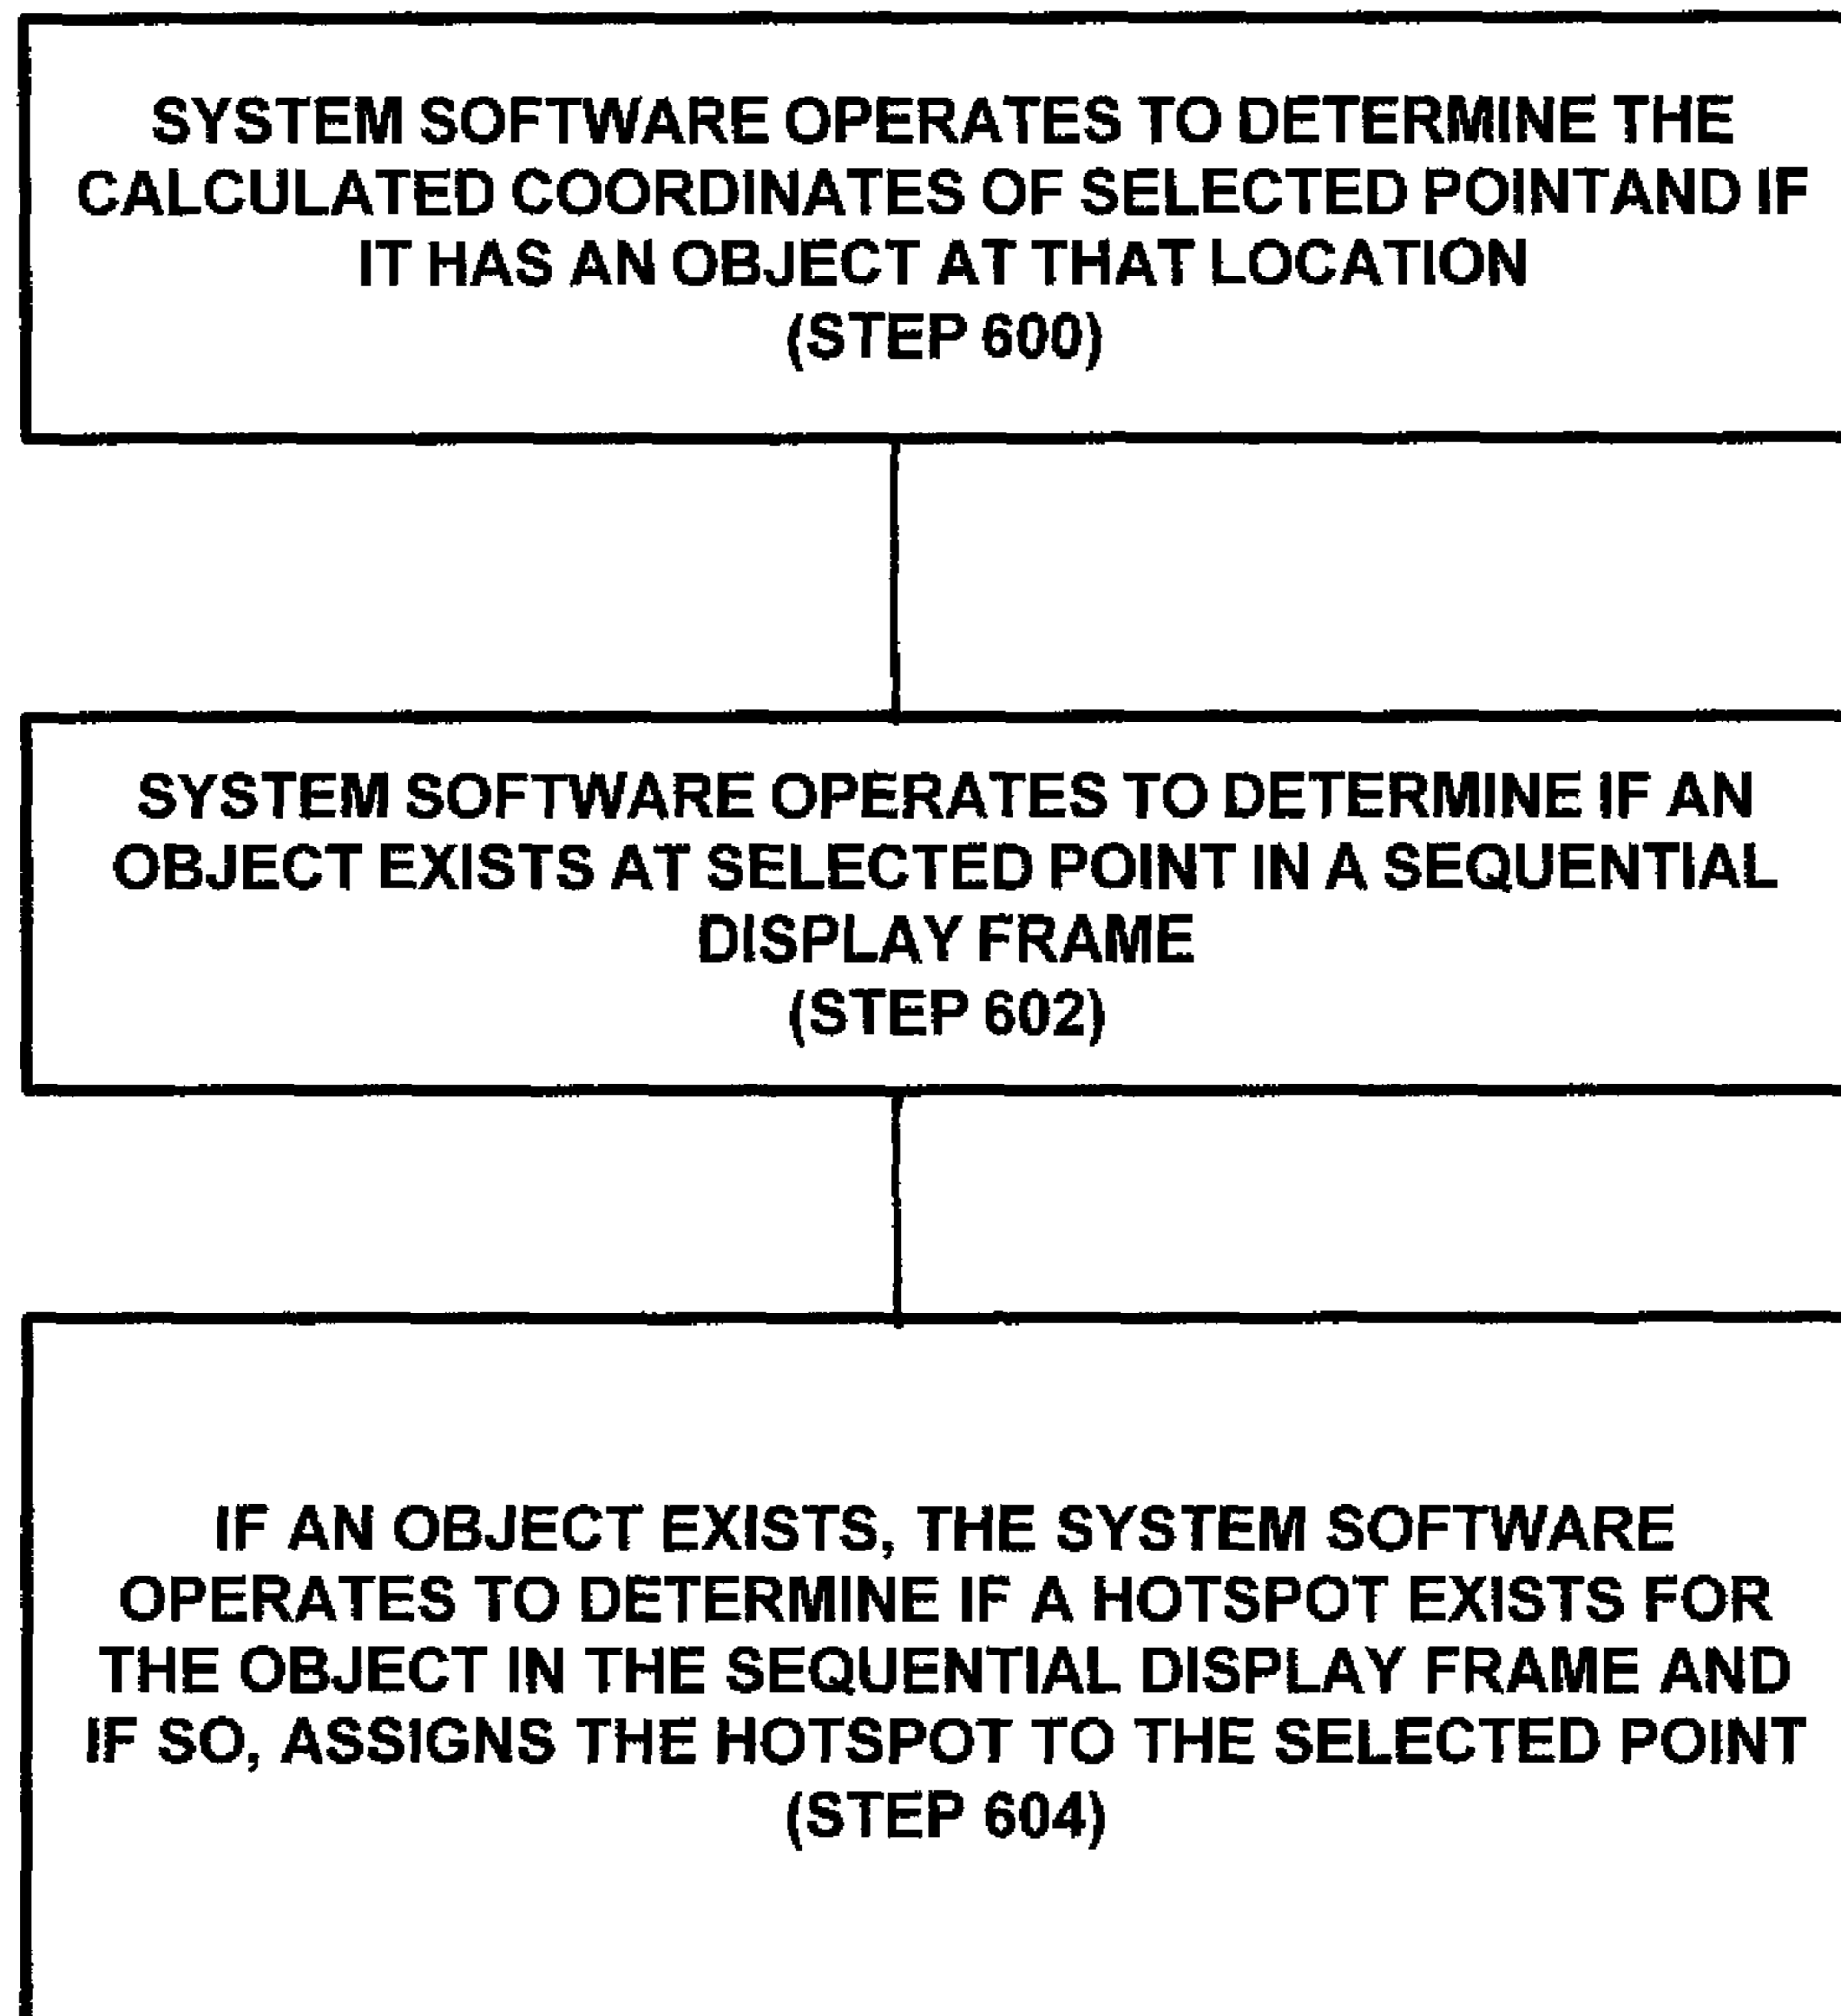 SYSTEM SOFTWARE OPERATES TO DETERMINE THE
CALCULATED COORDINATES OF SELECTED POINTAND IF
IT HAS AN OBJECT AT THAT LOCATION
(STEP 600)
SYSTEM SOFTWARE OPERATES TO DETERMINE IF AN
OBJECT EXISTS AT SELECTED POINT IN A SEQUENTIAL
DISPLAY FRAME
(STEP 602)
IF AN OBJECT EXISTS, THE SYSTEM SOFTWARE
OPERATES TO DETERMINE IF A HOTSPOT EXISTS FOR
THE OBJECT IN THE SEQUENTIAL DISPLAY FRAME AND
IF SO, ASSIGNS THE HOTSPOT TO THE SELECTED POINT
(STEP 604)